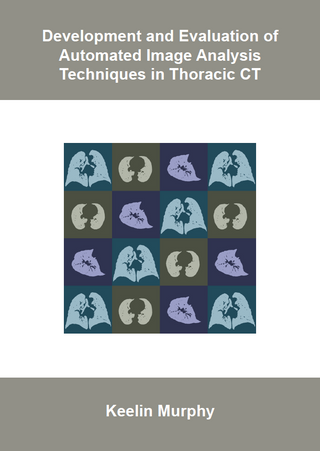 Development and Evaluation of
Automated Image Analysis
Techniques in Thoracic CT
Keelin Murphy